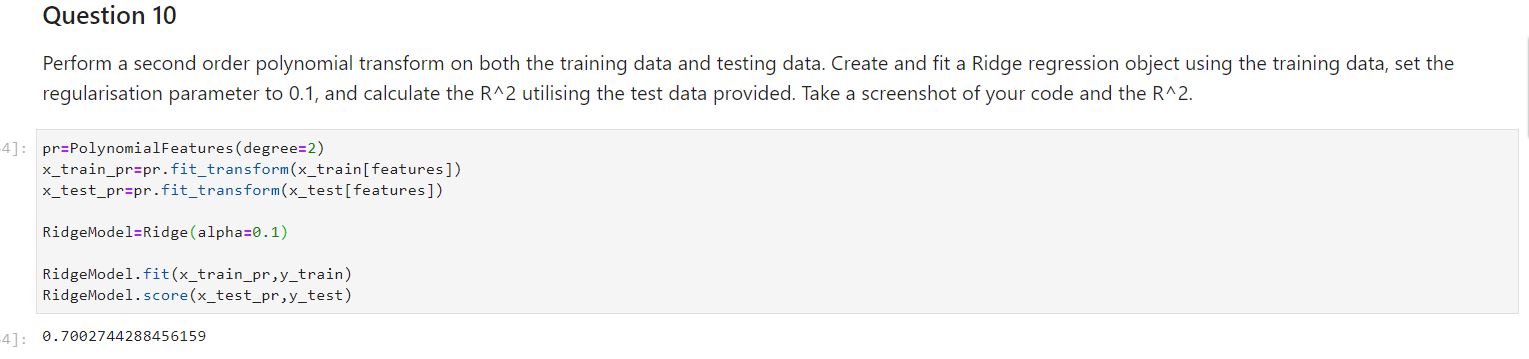 Question 10
Perform a second order polynomial transform on both the training data and testing data. Create and fit a Ridge regression object using the training data, set the
regularisation parameter to 0.1, and calculate the R^2 utilising the test data provided. Take a screenshot of your code and the R^2.
4]: pr=PolynomialFeatures(degree=2)
x_train_pr=pr.fit_transform(x_train[features])
x_test_pr=pr.fit_transform(x_test[features])
RidgeModel=Ridge(alpha=0.1)
RidgeModel.fit(x_train_pr,y_train)
RidgeModel.score(x_test_pr,y_test)
4]: 0.7002744288456159